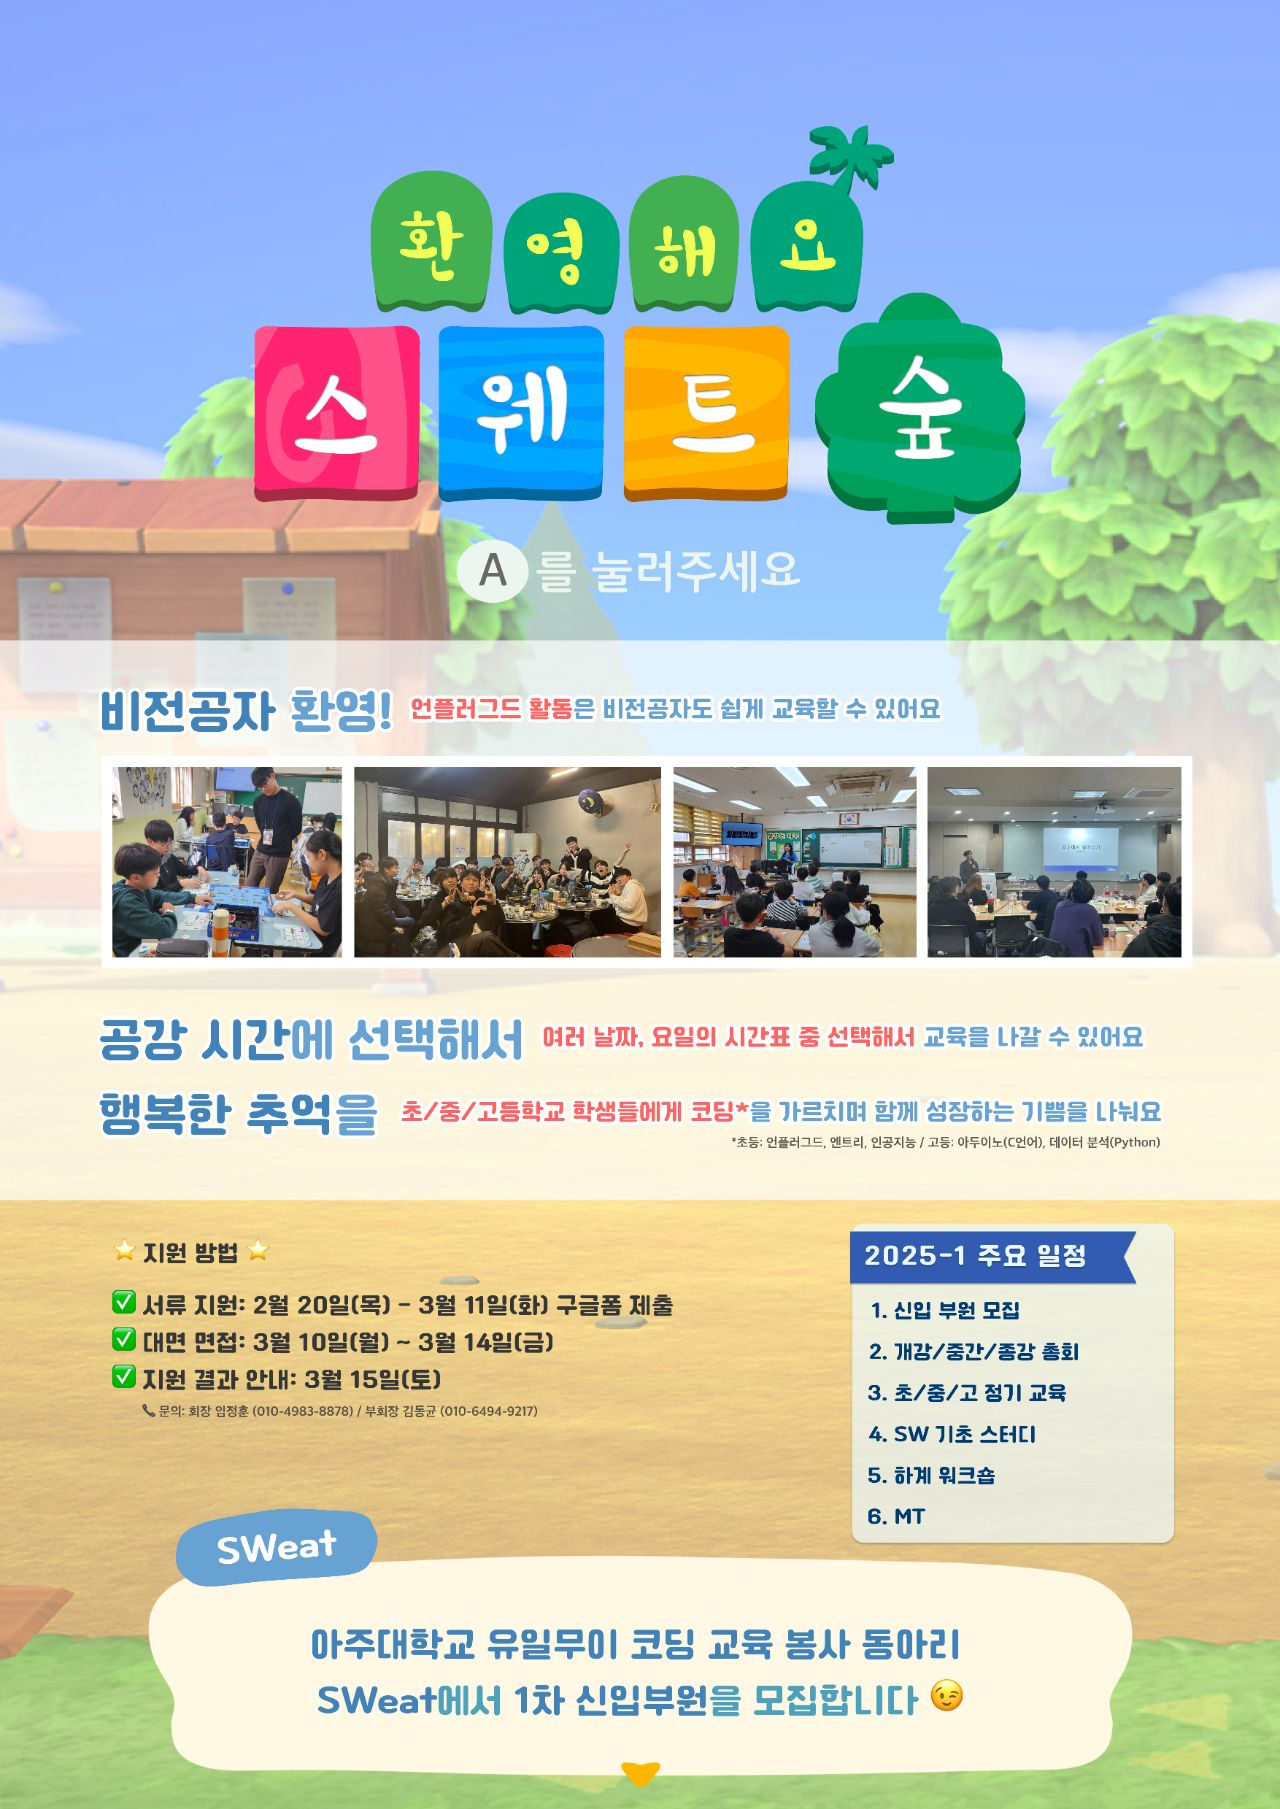 환영해요
스웨트숲
A를 눌러주세요
비전공자 환영! 언플러그드 활동은 비전공자도 쉽게 교육할 수 있어요
공강 시간에 선택해서 여러 날짜, 요일의 시간표 중 선택해서 교육을 나갈 수 있어요
행복한 추억을 초/중/고등학교 학생들에게 코딩*을 가르치며 함께 성장하는 기쁨을 나눠요
*초등: 언플러그드, 엔트리, 인공지능 / 고등: 아두이노(C언어), 데이터 분석(Python)
⭐ 지원 방법 ⭐
✅ 서류 지원: 2월 20일(목) - 3월 11일(화) 구글폼 제출
✅ 대면 면접: 3월 10일(월) ~ 3월 14일(금)
✅ 지원 결과 안내: 3월 15일(토)
📞 문의: 회장 임정훈 (010-4983-8878) / 부회장 김동균 (010-6494-9217)
2025-1 주요 일정
1. 신입 부원 모집
2. 개강/중간/종강 총회
3. 초/중/고 정기 교육
4. SW 기초 스터디
5. 하계 워크숍
6. MT
SWeat
아주대학교 유일무이 코딩 교육 봉사 동아리
SWeat에서 1차 신입부원을 모집합니다 😉